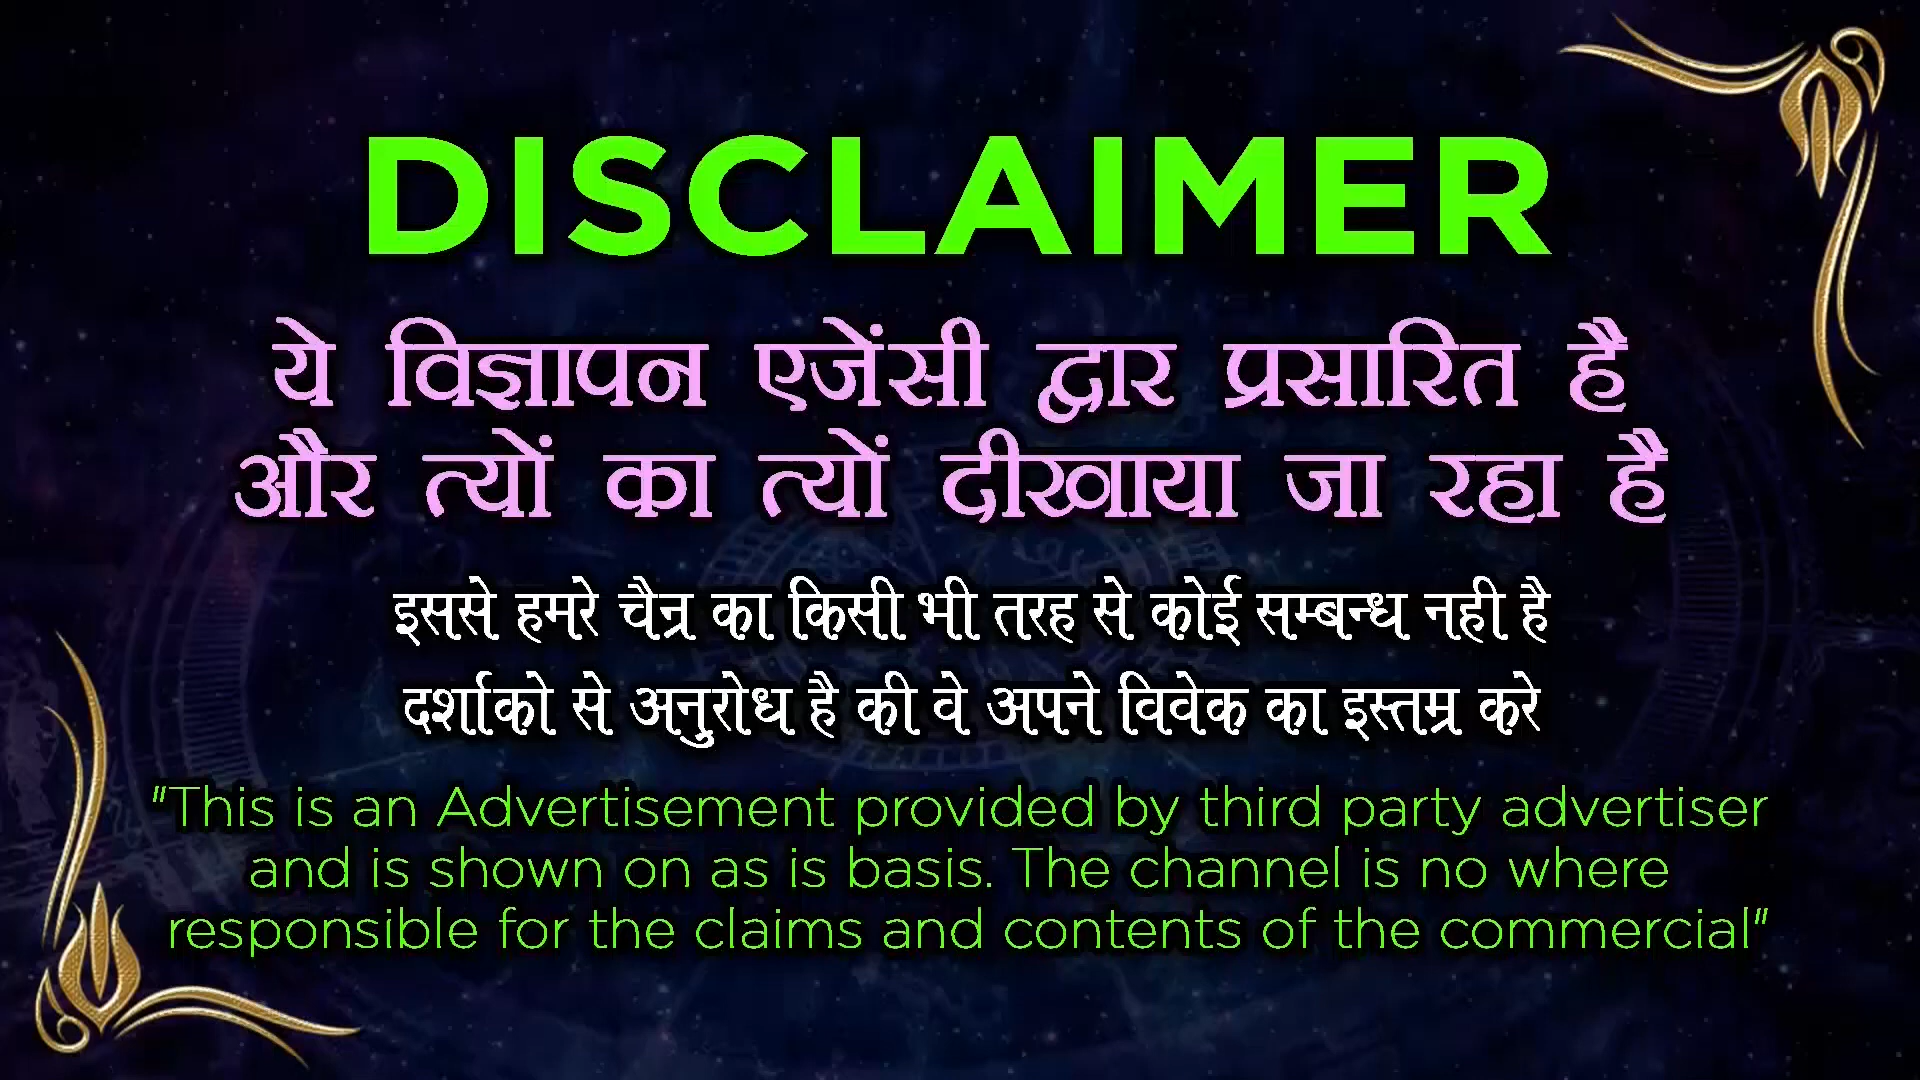 DISCLAIMER
ये विज्ञापन एजेंसी द्वार प्रसारित है
और त्यों का त्यों दीखाया जा रहा है
इससे हमरे चैन्र का किसी भी तरह से कोई सम्बन्ध नही है
दर्शाको से अनुरोध है की वे अपने विवेक का इस्तम्र करे
"This is an Advertisement provided by third party advertiser
and is shown on as is basis. The channel is no where
responsible for the claims and contents of the commercial"